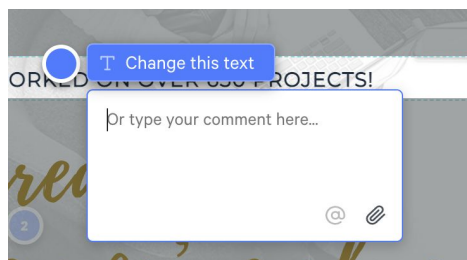 Change this text
ORKED ON OVER 650 PROJECTS!
Or type your comment here...
@
2